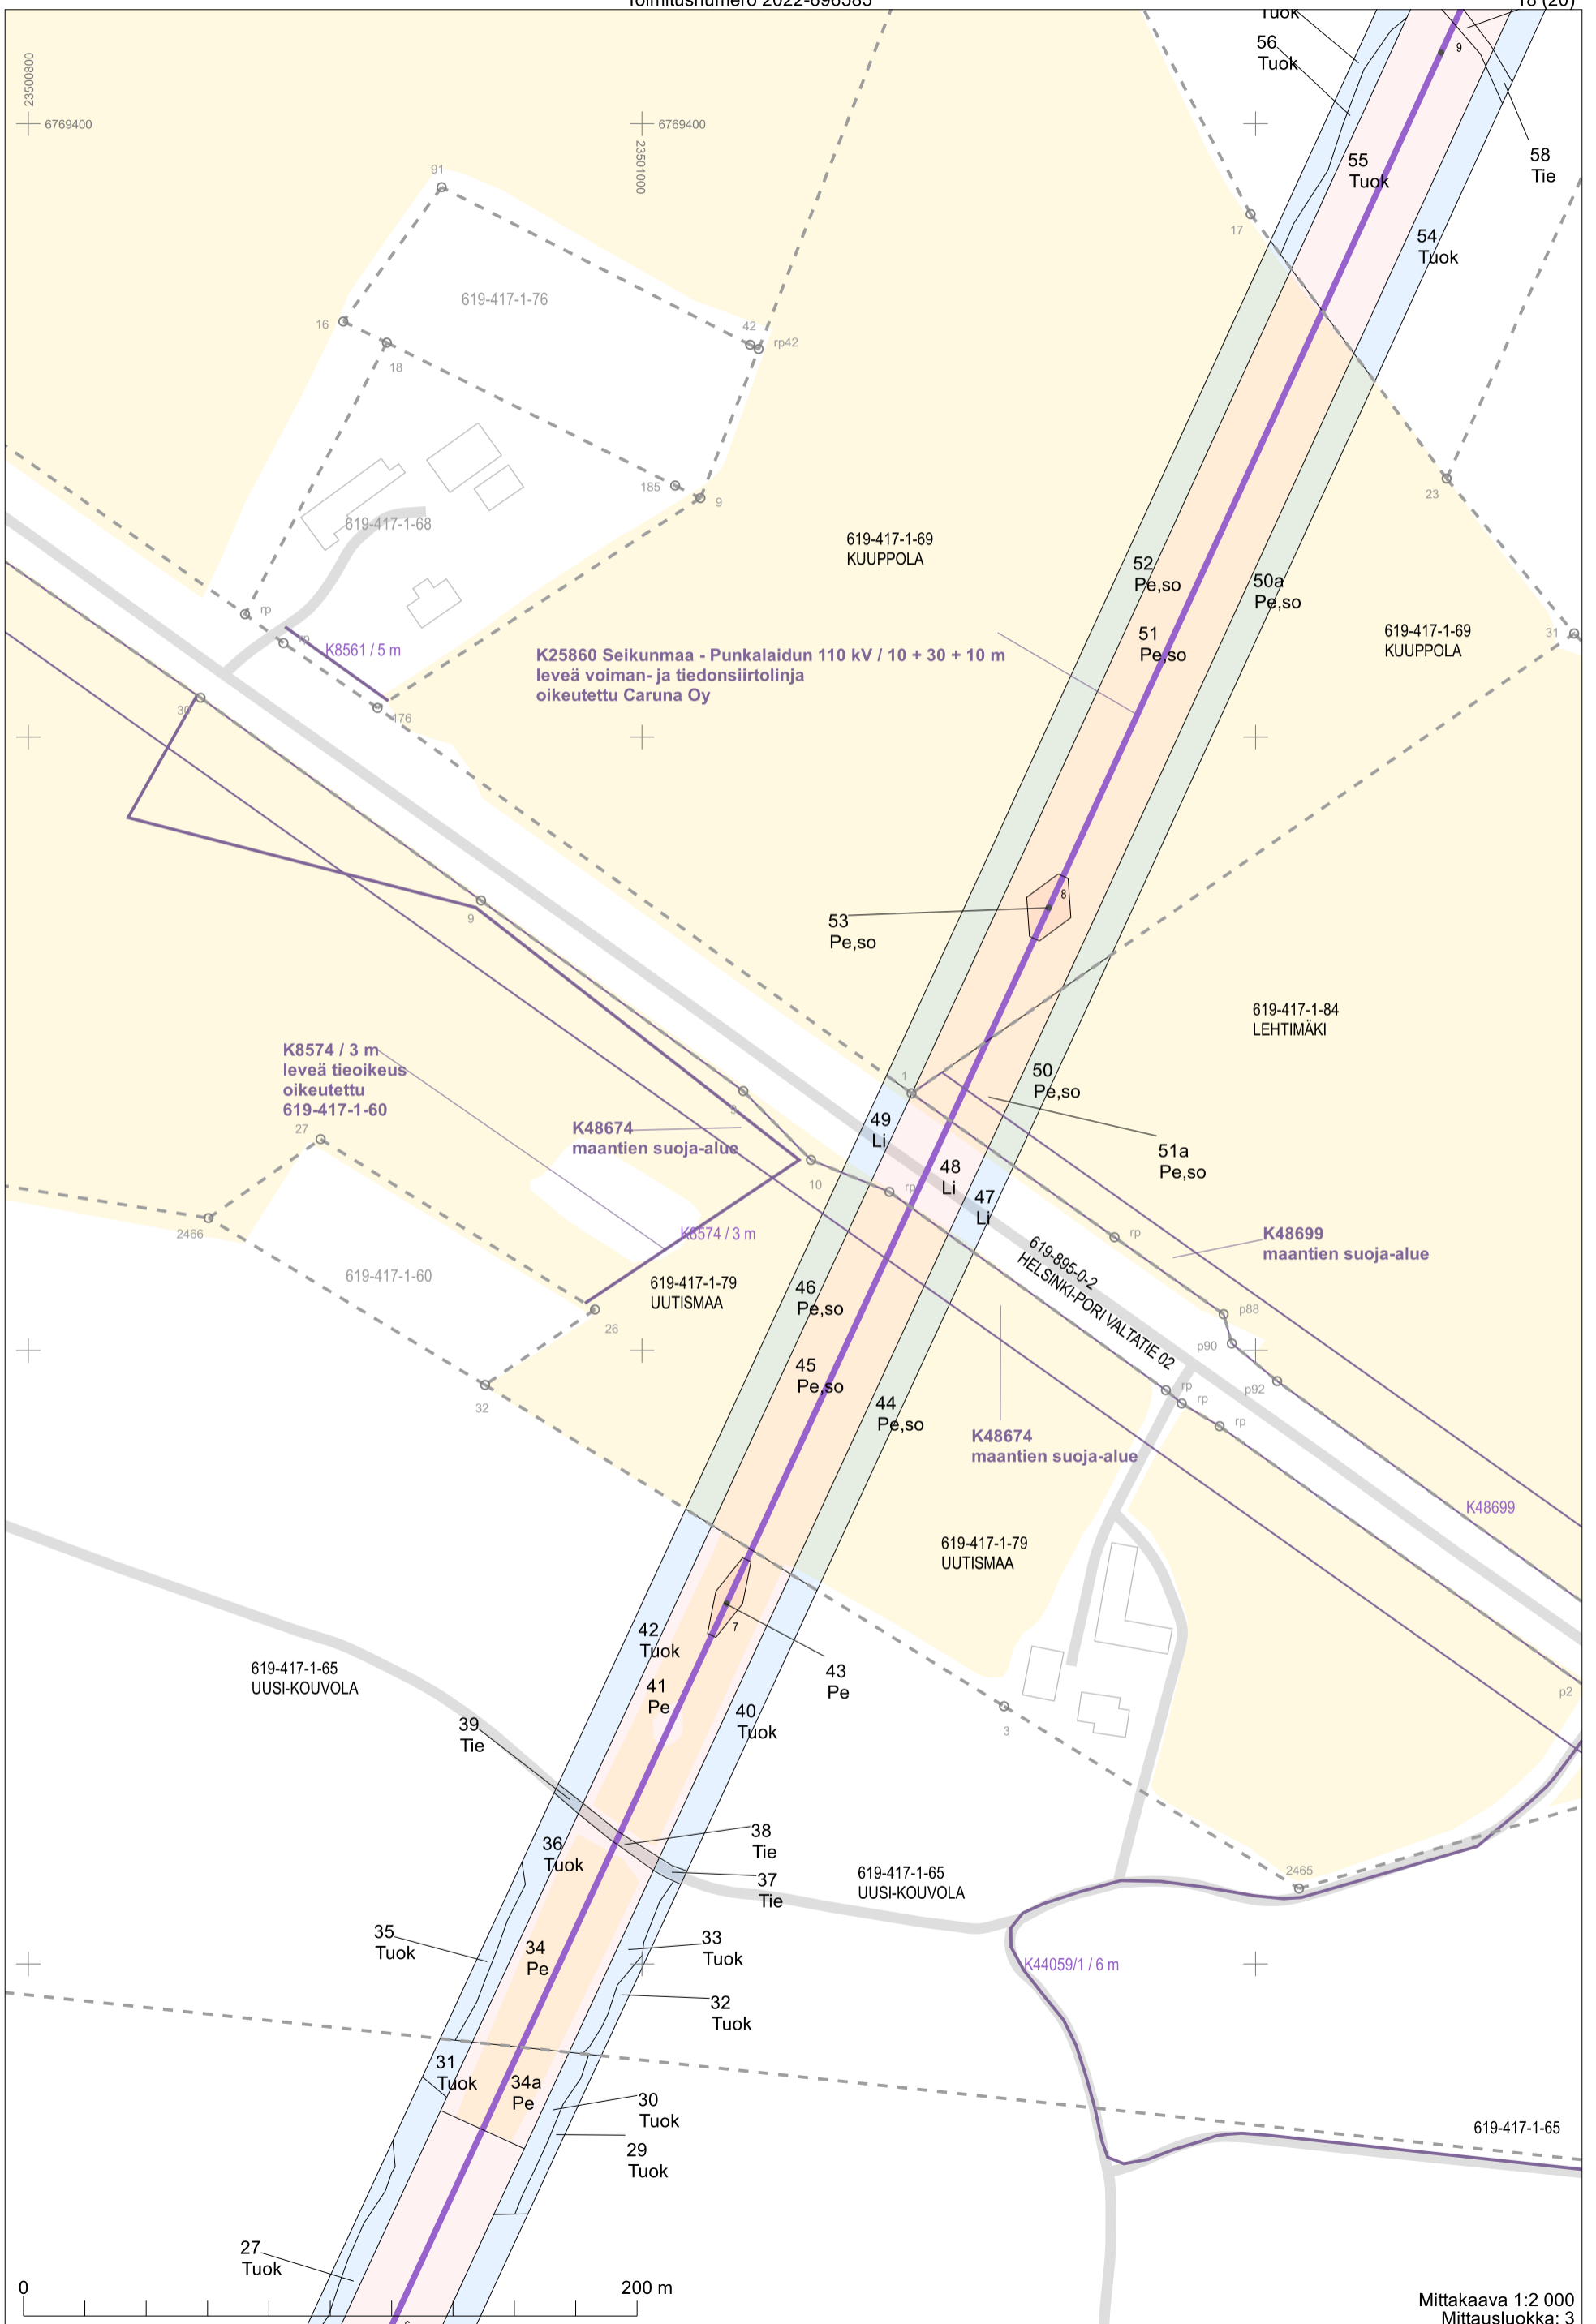 Toimitusnumero 2022-696585
18 (20)
Tuok
56
Tuok
9
23500800
6769400
6769400
23501000
58
Tie
55
Tuok
91
17
54
Tuok
619-417-1-76
16
42
rp42
18
185
9
23
619-417-1-68
619-417-1-69
KUUPPOLA
52
Pe,so
50a
Pe,so
rp
rp
K8561 / 5 m
51
Pe,so
619-417-1-69
KUUPPOLA
31
K25860 Seikunmaa - Punkalaidun 110 kV / 10 + 30 + 10 m
leveä voiman- ja tiedonsiirtolinja
oikeutettu Caruna Oy
30
176
8
9
53
Pe,so
619-417-1-84
LEHTIMÄKI
K8574 / 3 m
leveä tieoikeus
oikeutettu
619-417-1-60
1
50
Pe,so
9
49
Li
27
K48674
maantien suoja-alue
51a
Pe,so
48
Li
10
rp
47
Li
2466
K8574 / 3 m
rp
K48699
maantien suoja-alue
619-417-1-60
619-417-1-79
UUTISMAA
46
Pe,so
619-895-0-2
HELSINKI-PORI VALTATIE 02
26
p88
p90
45
Pe,so
rp
p92
32
44
Pe,so
rp
rp
K48674
maantien suoja-alue
K48699
619-417-1-79
UUTISMAA
7
42
Tuok
619-417-1-65
UUSI-KOUVOLA
43
Pe
41
Pe
p2
40
Tuok
39
Tie
3
38
Tie
36
Tuok
37
Tie
619-417-1-65
UUSI-KOUVOLA
2465
35
Tuok
34
Pe
33
Tuok
K44059/1 / 6 m
32
Tuok
31
Tuok
34a
Pe
30
Tuok
619-417-1-65
29
Tuok
27
Tuok
0
200 m
Mittakaava 1:2 000
Mittausluokka: 3